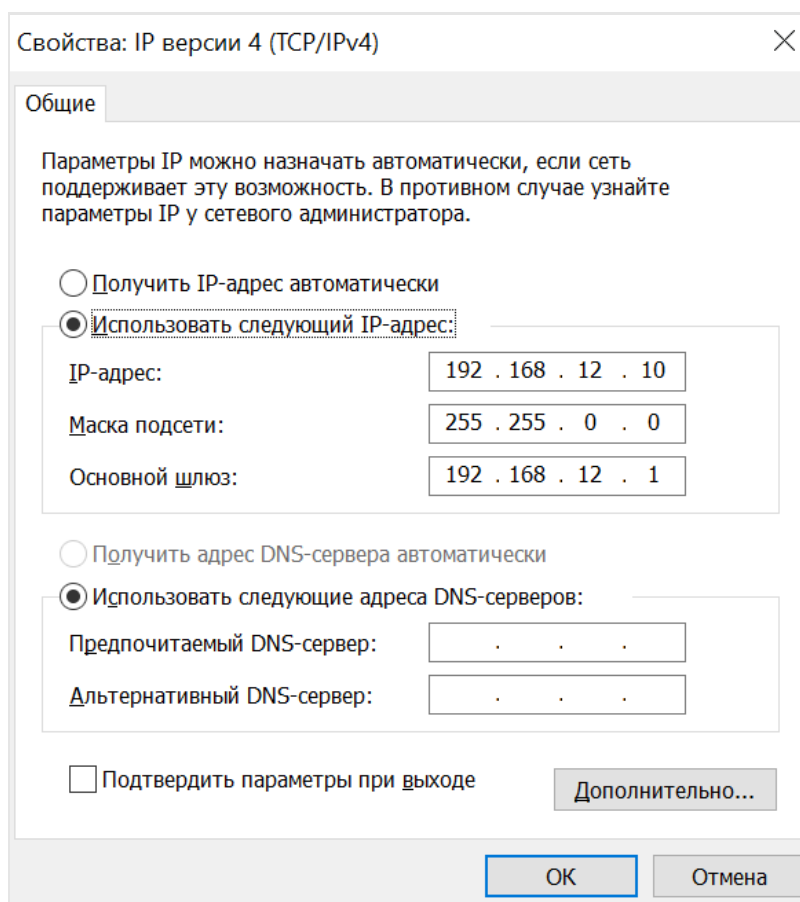 Свойства: IP версии 4 (TCP/IPv4)
Общие
Параметры IP можно назначать автоматически, если сеть
поддерживает эту возможность. В противном случае узнайте
параметры IP у сетевого администратора.
Получить IP-адрес автоматически
Использовать следующий IP-адрес:
IP-адрес: 192 . 168 . 12 . 10
Маска подсети: 255 . 255 . 0 . 0
Основной шлюз: 192 . 168 . 12 . 1
Получить адрес DNS-сервера автоматически
Использовать следующие адреса DNS-серверов:
Предпочитаемый DNS-сервер: . . .
Альтернативный DNS-сервер: . . .
Подтвердить параметры при выходе
Дополнительно...
ОК Отмена